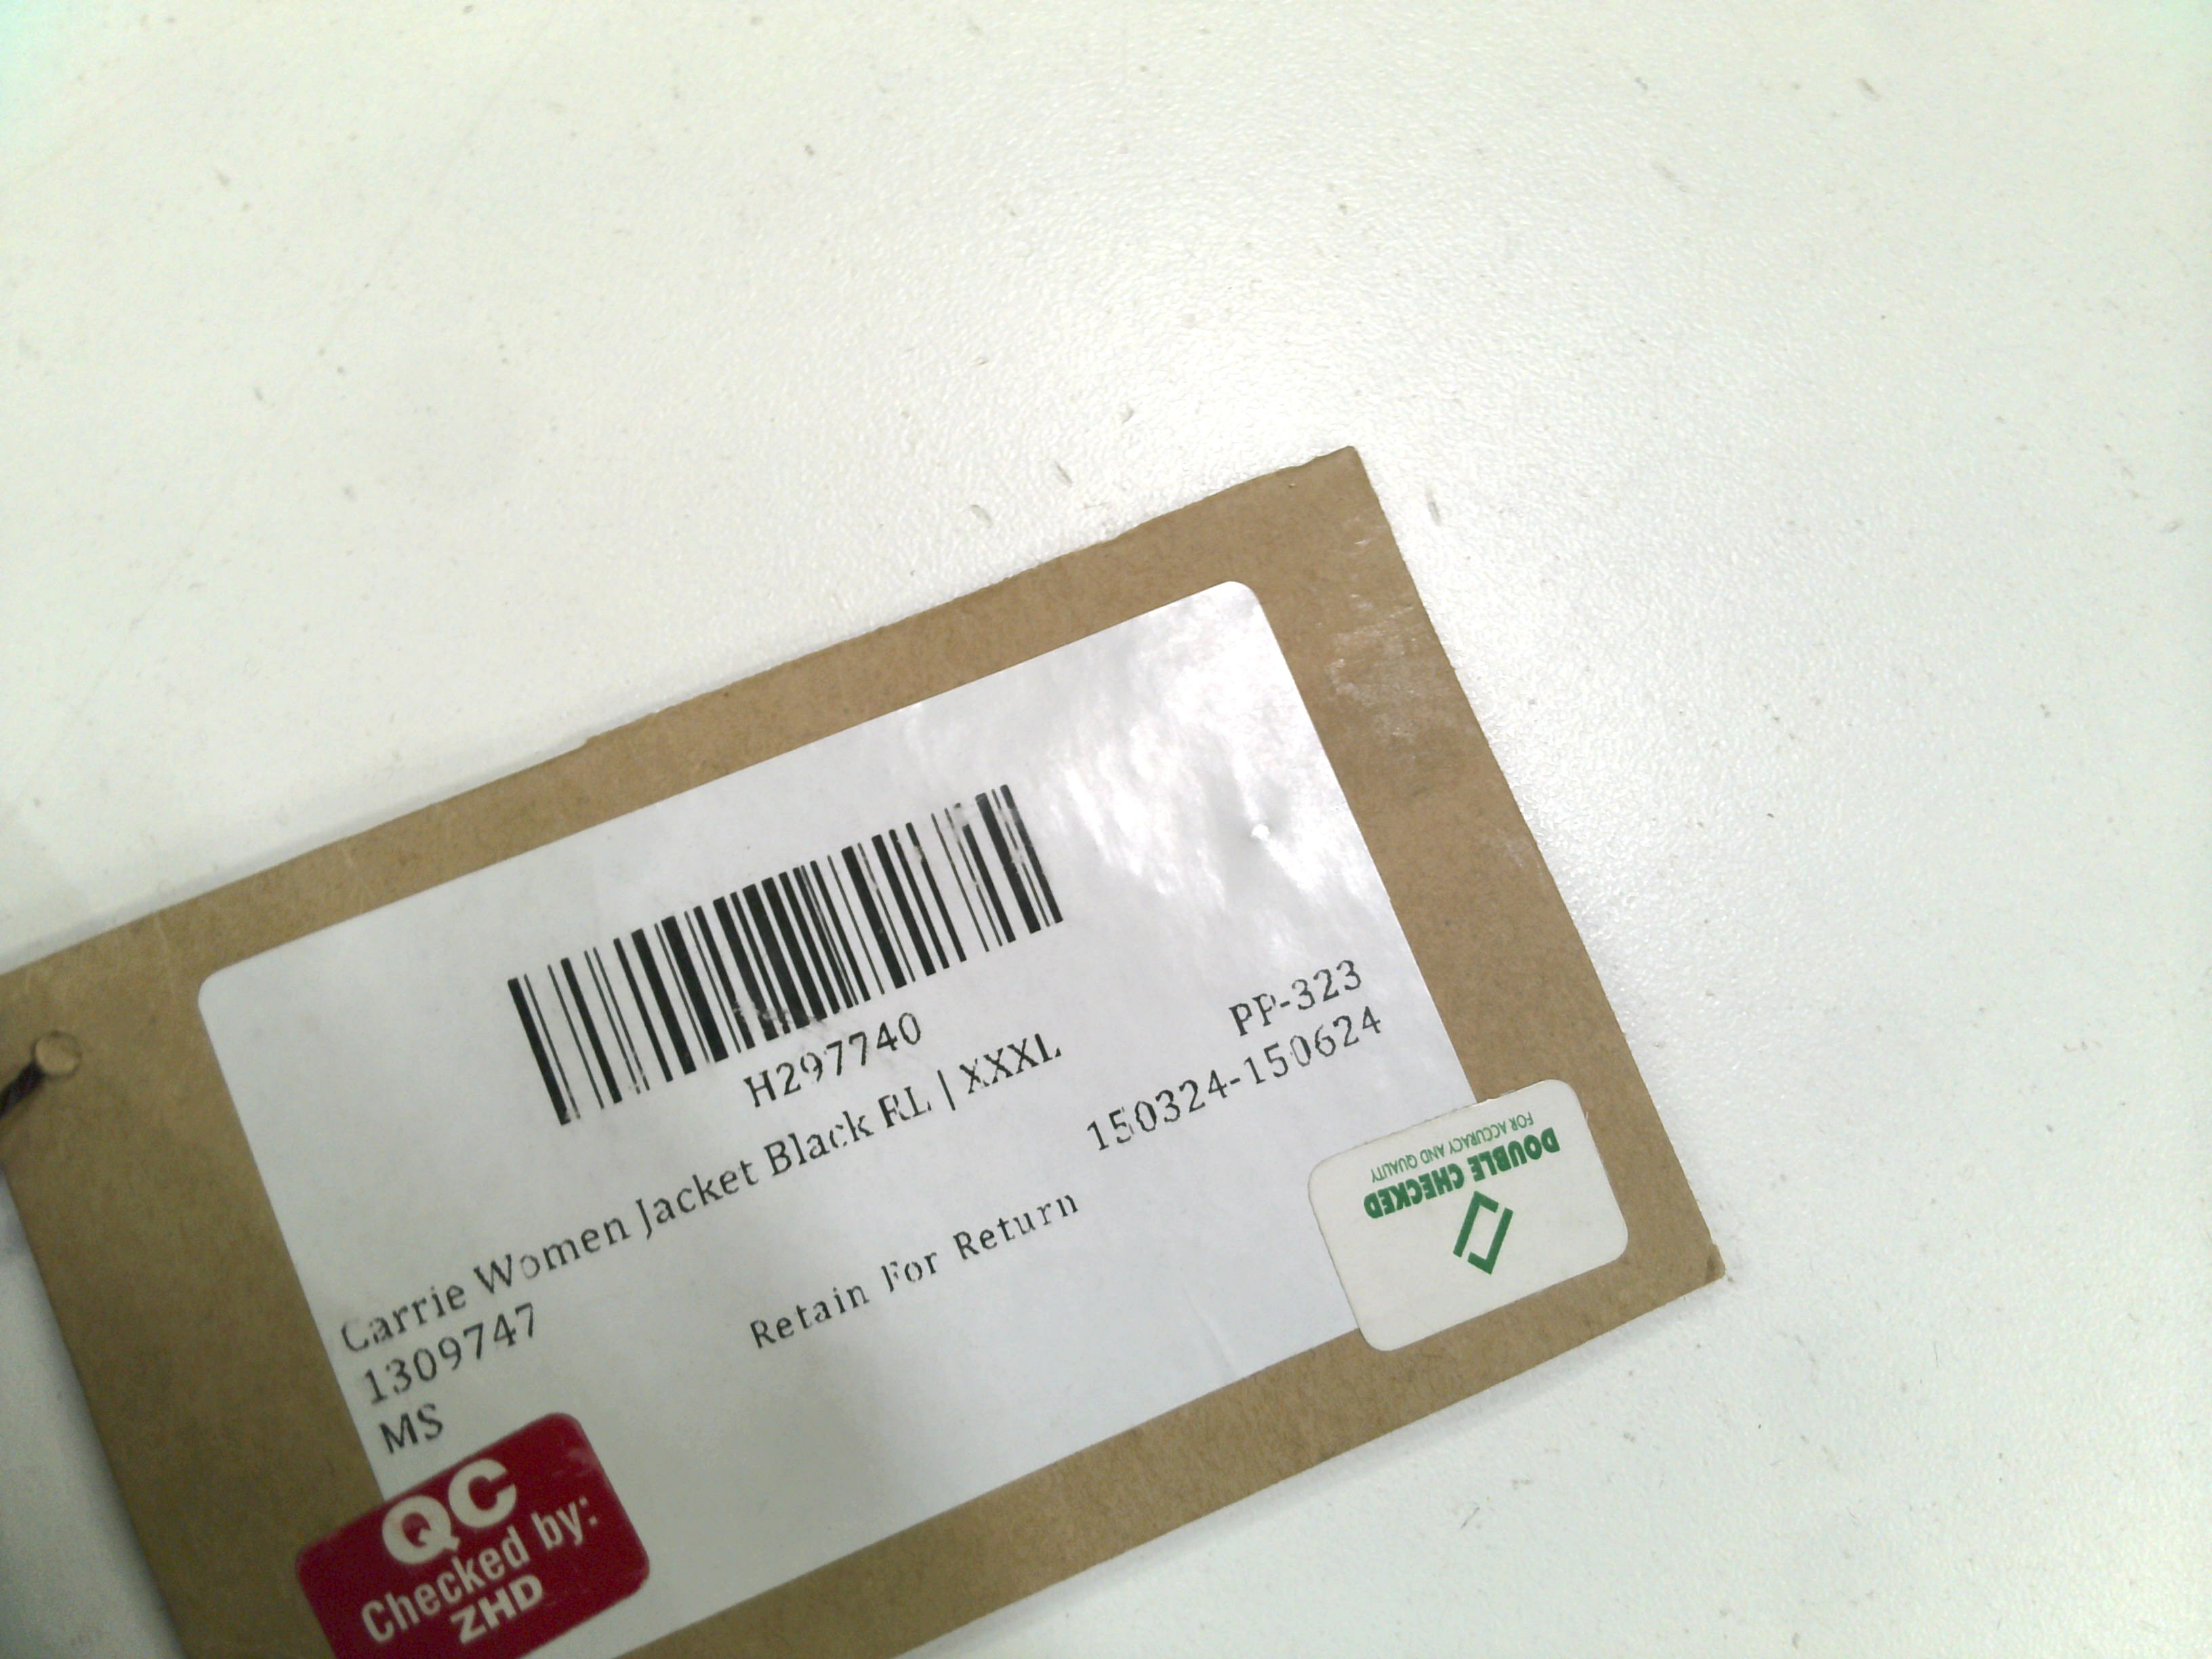 H297740
Carrie Women Jacket Black RL | XXXL
1309747
MS
PP-323
150324-150624
Retain For Return
QC
Checked by:
ZHD
DOUBLE CHECKED
FOR ACCURACY AND QUALITY